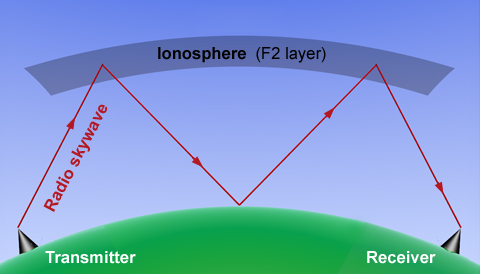 Ionosphere (F2 layer)
Radio skywave
Transmitter
Receiver